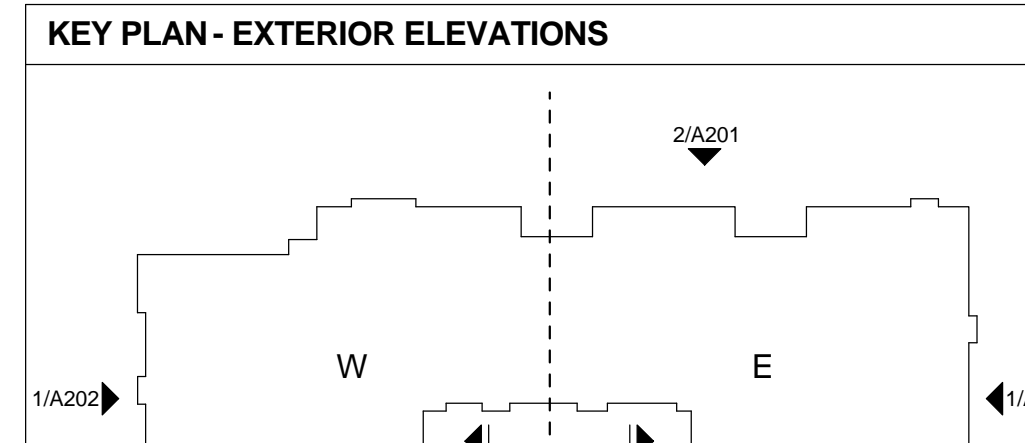 KEY PLAN - EXTERIOR ELEVATIONS
2/A201
W
E
1/A202